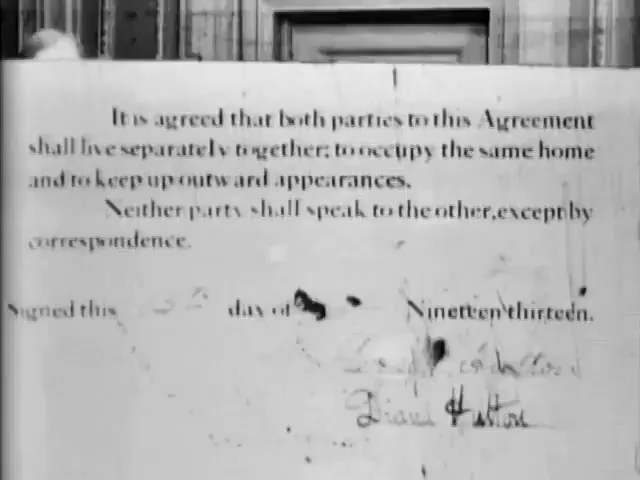 It is agreed that both parties to this Agreement
shall live separately together; to occupy the same home
and to keep up outward appearances.
Neither party shall speak to the other, except by
correspondence.
Signed this day of Nineteen thirteen.
Diana Hutton